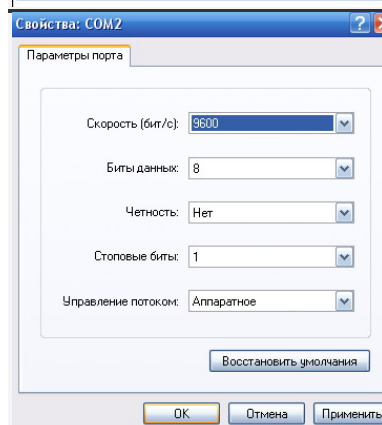 Свойства: COM2
Параметры порта
Скорость (бит/с): 9600
Биты данных: 8
Четность: Нет
Стоповые биты: 1
Управление потоком: Аппаратное
Восстановить умолчания
OK Отмена Применить